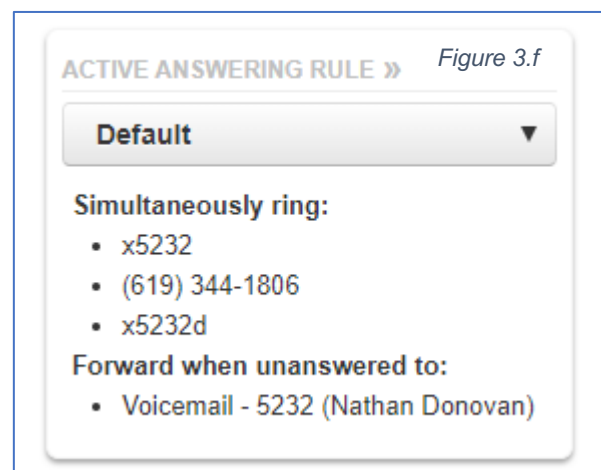 ACTIVE ANSWERING RULE » Figure 3.f
Default ▼
Simultaneously ring:
• x5232
• (619) 344-1806
• x5232d
Forward when unanswered to:
• Voicemail - 5232 (Nathan Donovan)